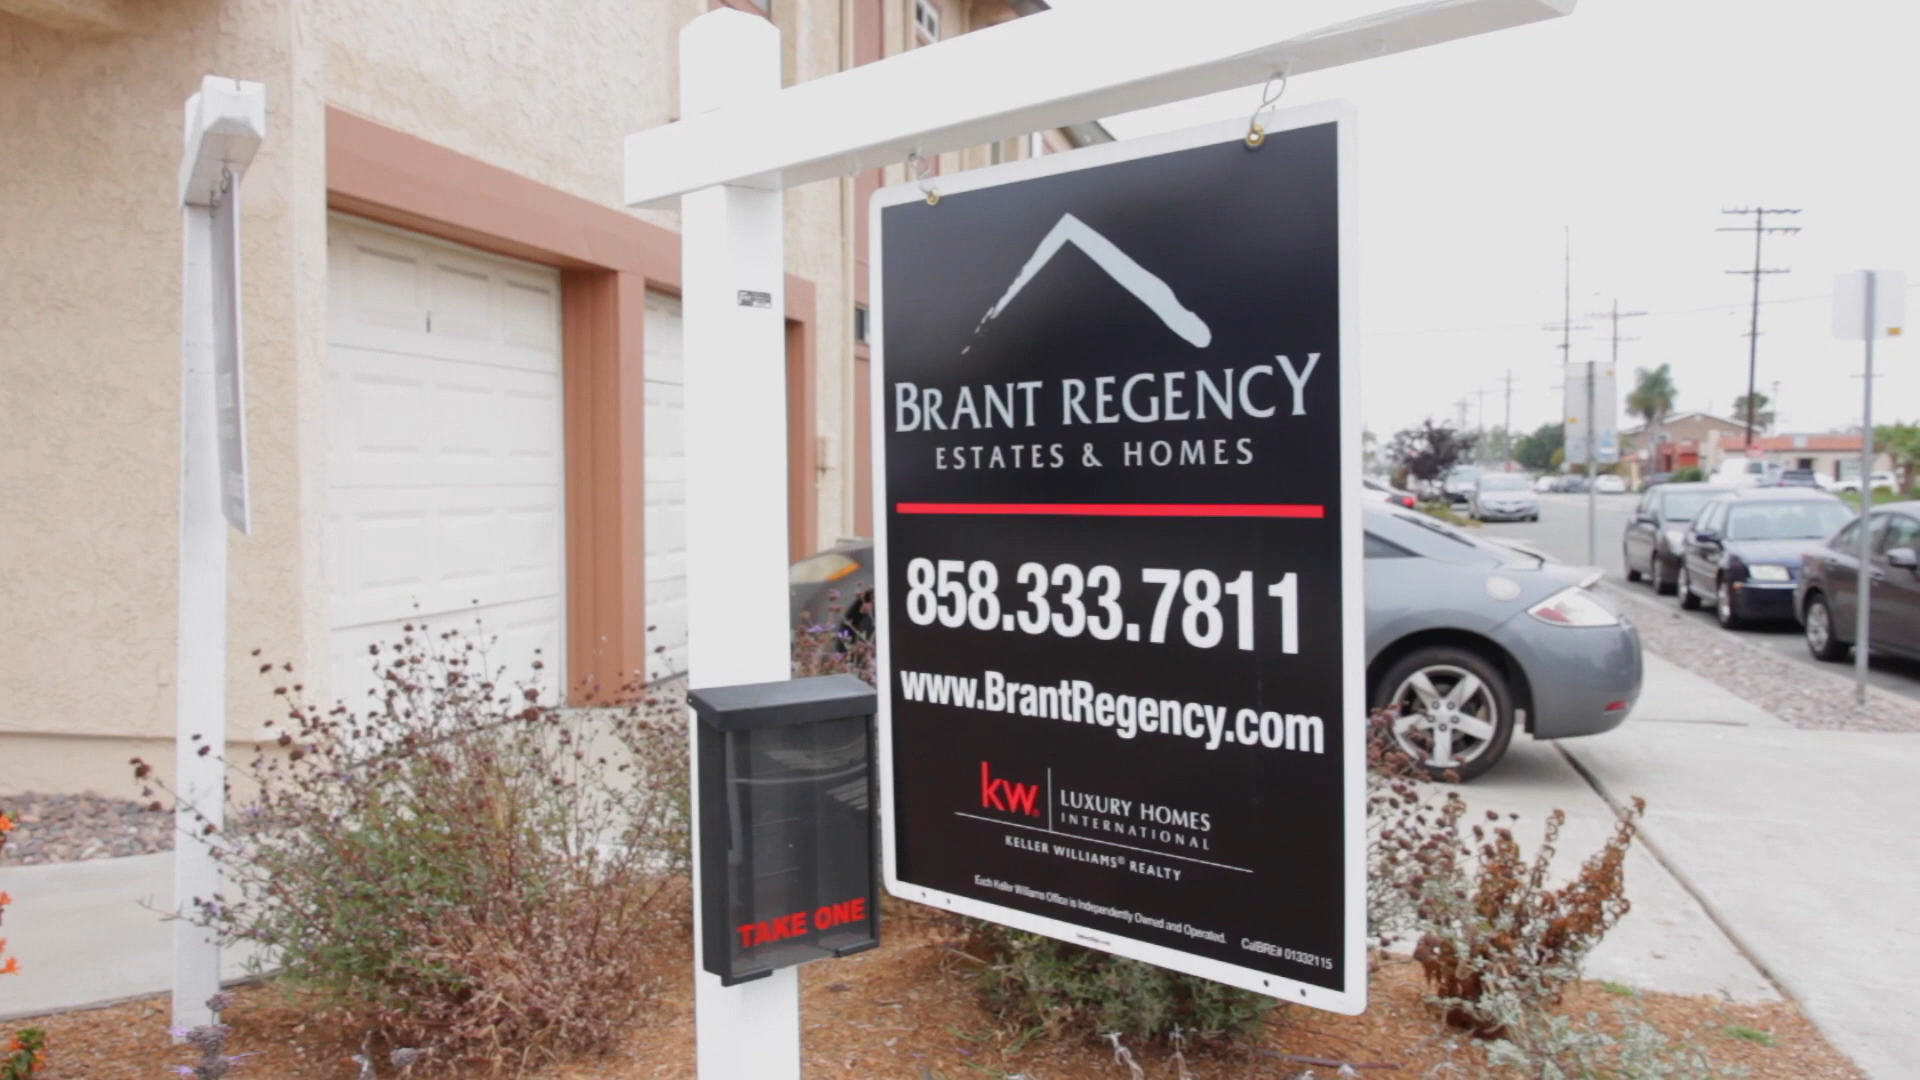 BRANT REGENCY
ESTATES & HOMES
858.333.7811
www.BrantRegency.com
kw
LUXURY HOMES
INTERNATIONAL
KELLER WILLIAMS® REALTY
Each Keller Williams Office is Independently Owned and Operated.
CalBRE# 01332115
TAKE ONE